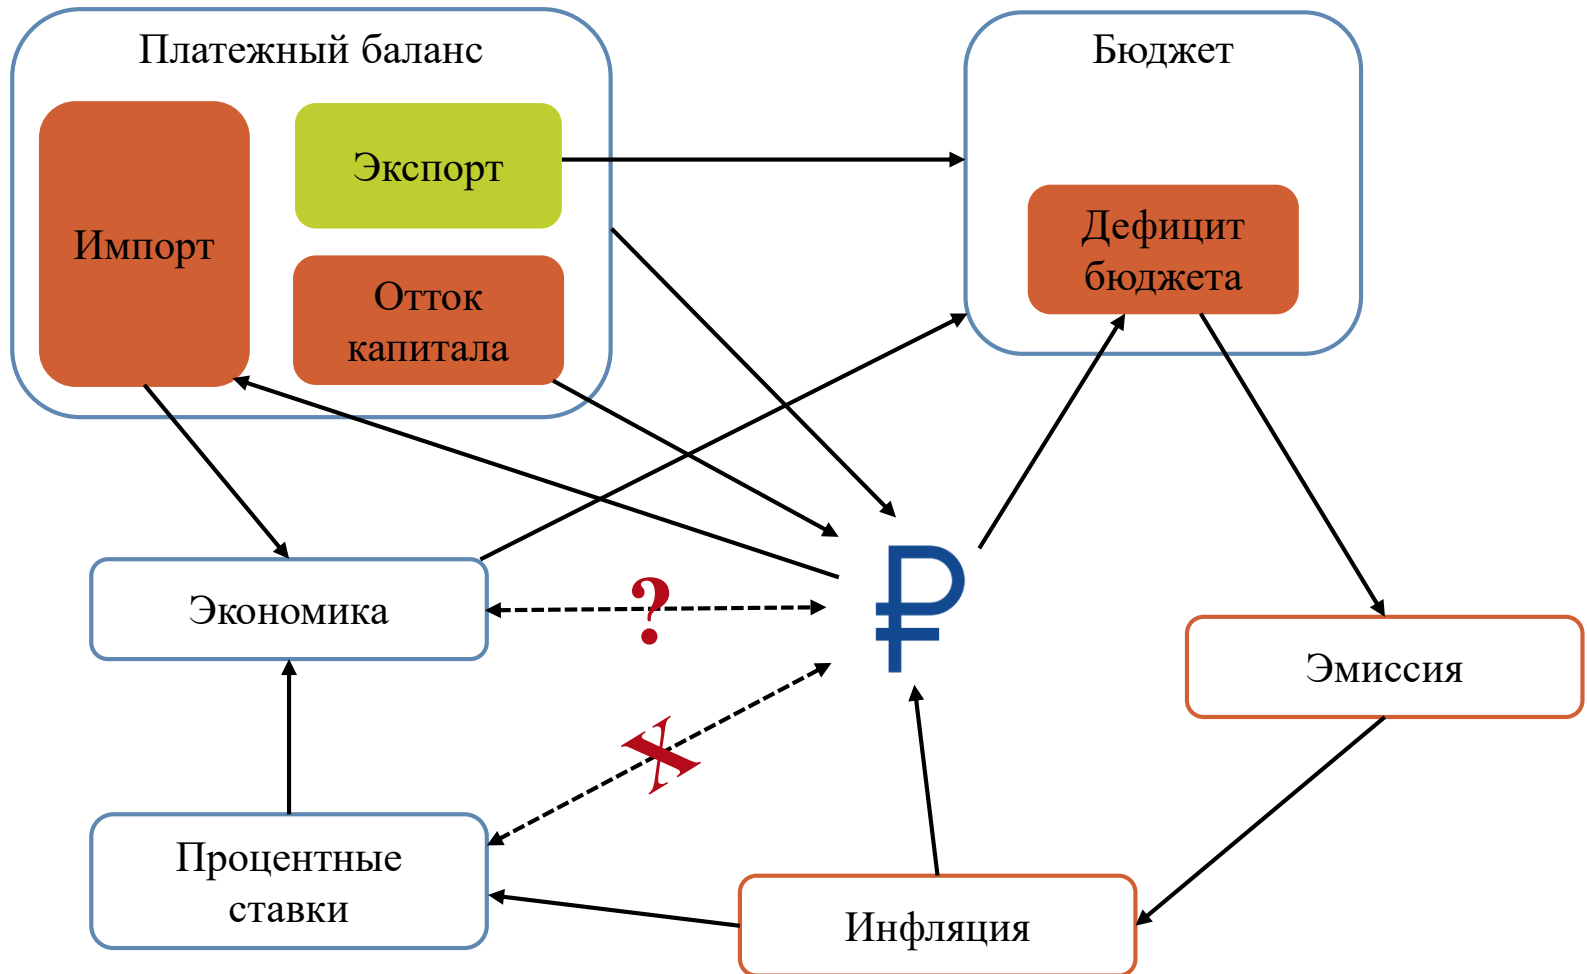 Платежный баланс
Бюджет
Экспорт
Импорт
Дефицит
бюджета
Отток
капитала
Экономика
?
₽
Эмиссия
X
Процентные
ставки
Инфляция